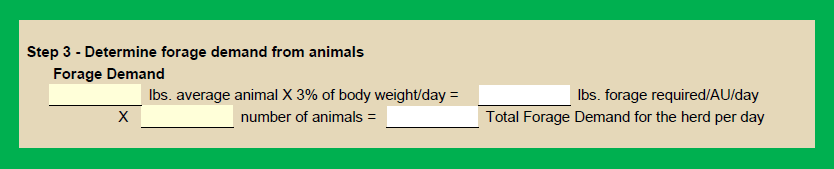 Step 3 - Determine forage demand from animals
Forage Demand
lbs. average animal X 3% of body weight/day = lbs. forage required/AU/day
X number of animals = Total Forage Demand for the herd per day